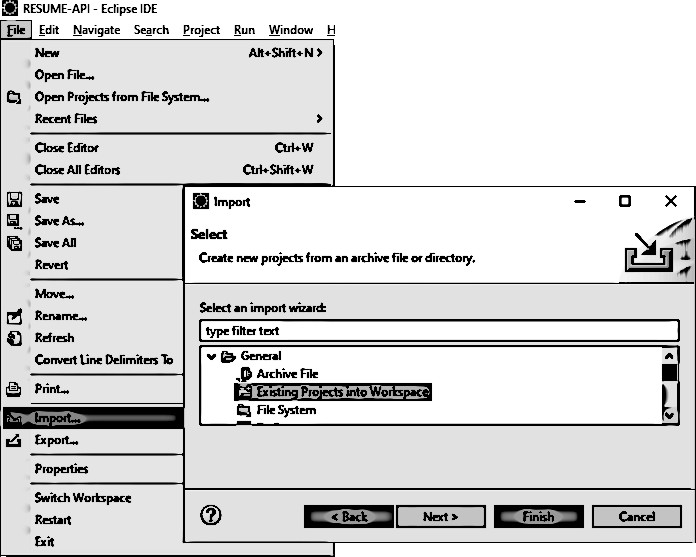 RESUME-API - Eclipse IDE
File Edit Navigate Search Project Run Window H
New Alt+Shift+N >
Open File...
Open Projects from File System...
Recent Files >
Close Editor Ctrl+W
Close All Editors Ctrl+Shift+W
Save
Save As...
Save All
Revert
Move...
Rename...
Refresh
Convert Line Delimiters To
Print...
Import...
Export...
Properties
Switch Workspace
Restart
Exit
Import
Select
Create new projects from an archive file or directory.
Select an import wizard:
type filter text
General
Archive File
Existing Projects into Workspace
File System
? < Back Next > Finish Cancel